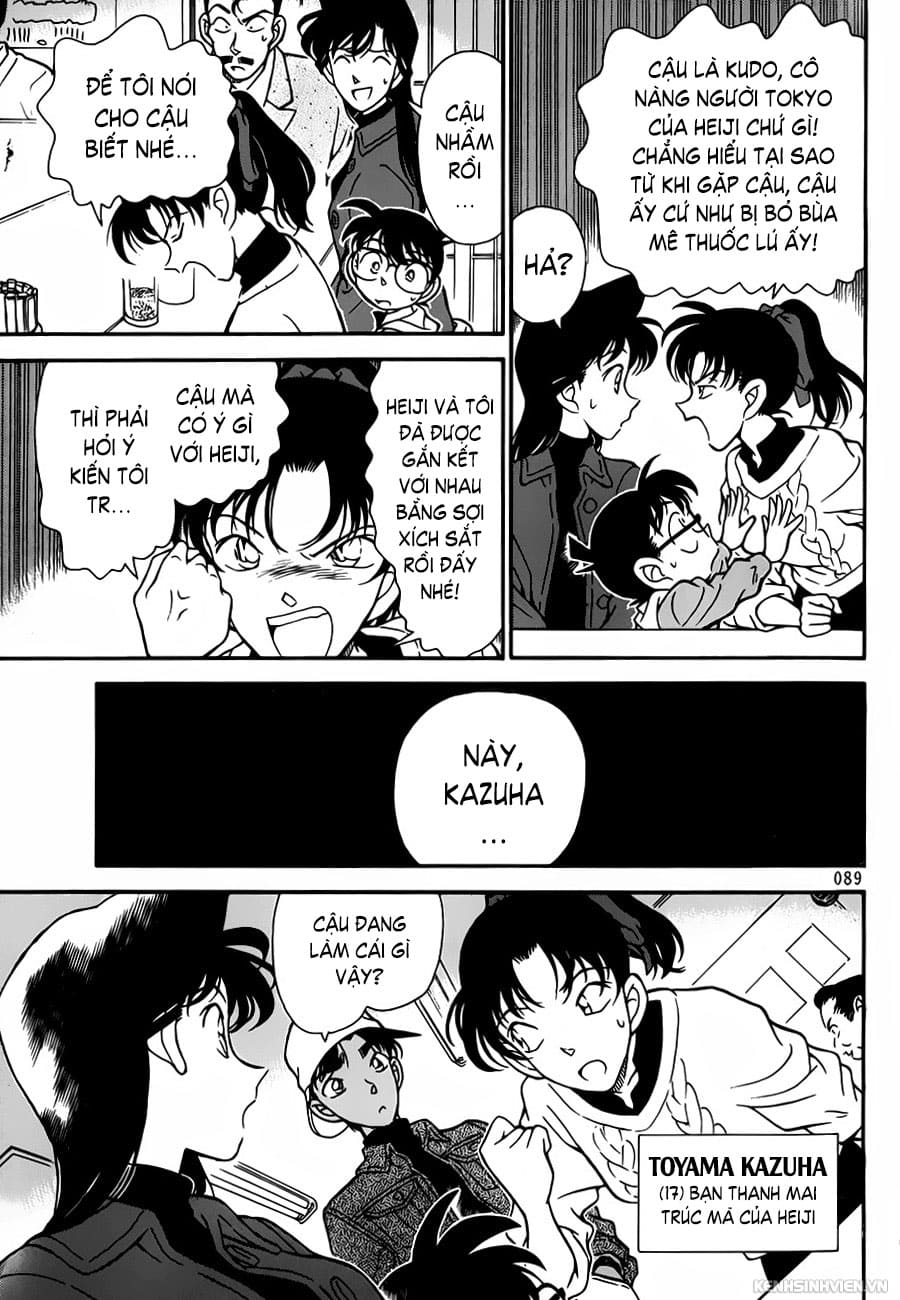 CẬU LÀ KUDO, CÔ
NÀNG NGƯỜI TOKYO
CỦA HEIJI CHỨ GÌ!
CHẲNG HIỂU TẠI SAO
TỪ KHI GẶP CẬU, CẬU
ẤY CỨ NHƯ BỊ BỎ BÙA
MÊ THUỐC LÚ ẤY!
HẢ?
CẬU
NHẦM
RỒI
...
ĐỂ TÔI NÓI
CHO CẬU
BIẾT NHÉ...
HEIJI VÀ TÔI
ĐÃ ĐƯỢC
GẮN KẾT
VỚI NHAU
BẰNG SỢI
XÍCH SẮT
RỒI ĐẤY
NHÉ!
CẬU MÀ
CÓ Ý GÌ
VỚI HEIJI,
THÌ PHẢI
HỎI Ý
KIẾN TÔI
TR...
NÀY,
KAZUHA
...
089
CẬU ĐANG
LÀM CÁI GÌ
VẬY?
TOYAMA KAZUHA
(17) BẠN THANH MAI
TRÚC MÃ CỦA HEIJI
KENHSINHVIEN.VN